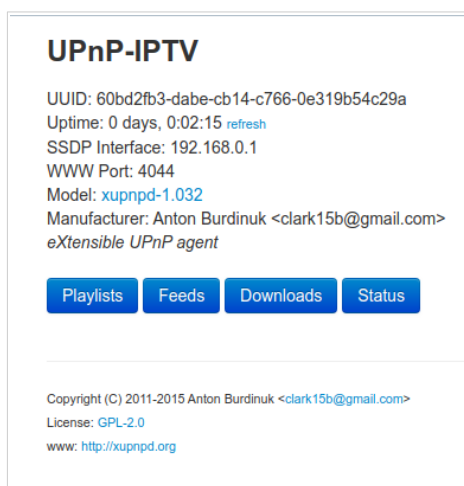 UPnP-IPTV
UUID: 60bd2fb3-dabe-cb14-c766-0e319b54c29a
Uptime: 0 days, 0:02:15 refresh
SSDP Interface: 192.168.0.1
WWW Port: 4044
Model: xupnpd-1.032
Manufacturer: Anton Burdinuk <clark15b@gmail.com>
eXtensible UPnP agent
Playlists Feeds Downloads Status
Copyright (C) 2011-2015 Anton Burdinuk <clark15b@gmail.com>
License: GPL-2.0
www: http://xupnpd.org